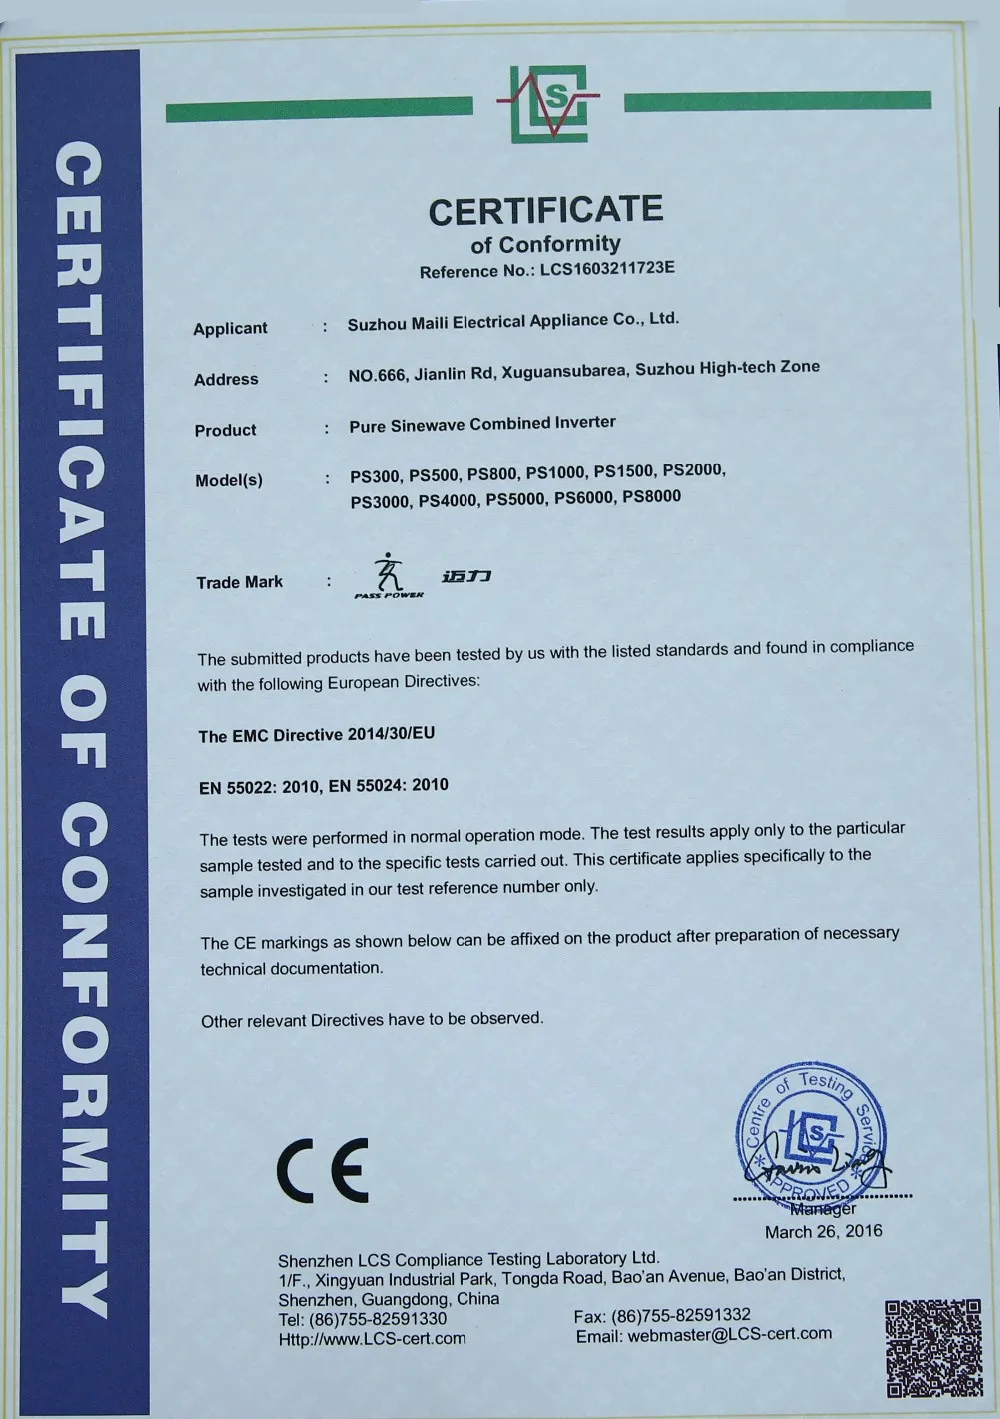 CERTIFICATE OF CONFORMITY
LCS
CERTIFICATE
of Conformity
Reference No.: LCS1603211723E
Applicant : Suzhou Maili Electrical Appliance Co., Ltd.
Address : NO.666, Jianlin Rd, Xuguansubarea, Suzhou High-tech Zone
Product : Pure Sinewave Combined Inverter
Model(s) : PS300, PS500, PS800, PS1000, PS1500, PS2000,
PS3000, PS4000, PS5000, PS6000, PS8000
Trade Mark : PASS POWER 迈力
The submitted products have been tested by us with the listed standards and found in compliance
with the following European Directives:
The EMC Directive 2014/30/EU
EN 55022: 2010, EN 55024: 2010
The tests were performed in normal operation mode. The test results apply only to the particular
sample tested and to the specific tests carried out. This certificate applies specifically to the
sample investigated in our test reference number only.
The CE markings as shown below can be affixed on the product after preparation of necessary
technical documentation.
Other relevant Directives have to be observed.
CE
Centre of Testing Service
LCS
APPROVED
Manager
March 26, 2016
Shenzhen LCS Compliance Testing Laboratory Ltd.
1/F., Xingyuan Industrial Park, Tongda Road, Bao'an Avenue, Bao'an District,
Shenzhen, Guangdong, China
Tel: (86)755-82591330 Fax: (86)755-82591332
Http://www.LCS-cert.com Email: webmaster@LCS-cert.com